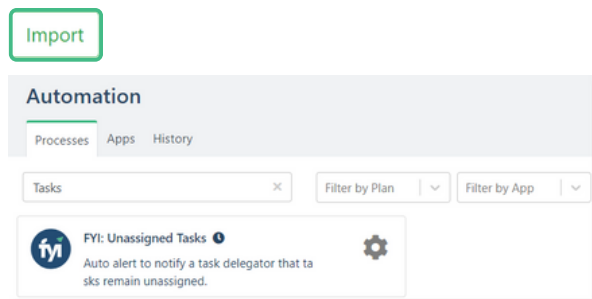 Import
Automation
Processes Apps History
Tasks Filter by Plan Filter by App
fyi
FYI: Unassigned Tasks
Auto alert to notify a task delegator that ta
sks remain unassigned.